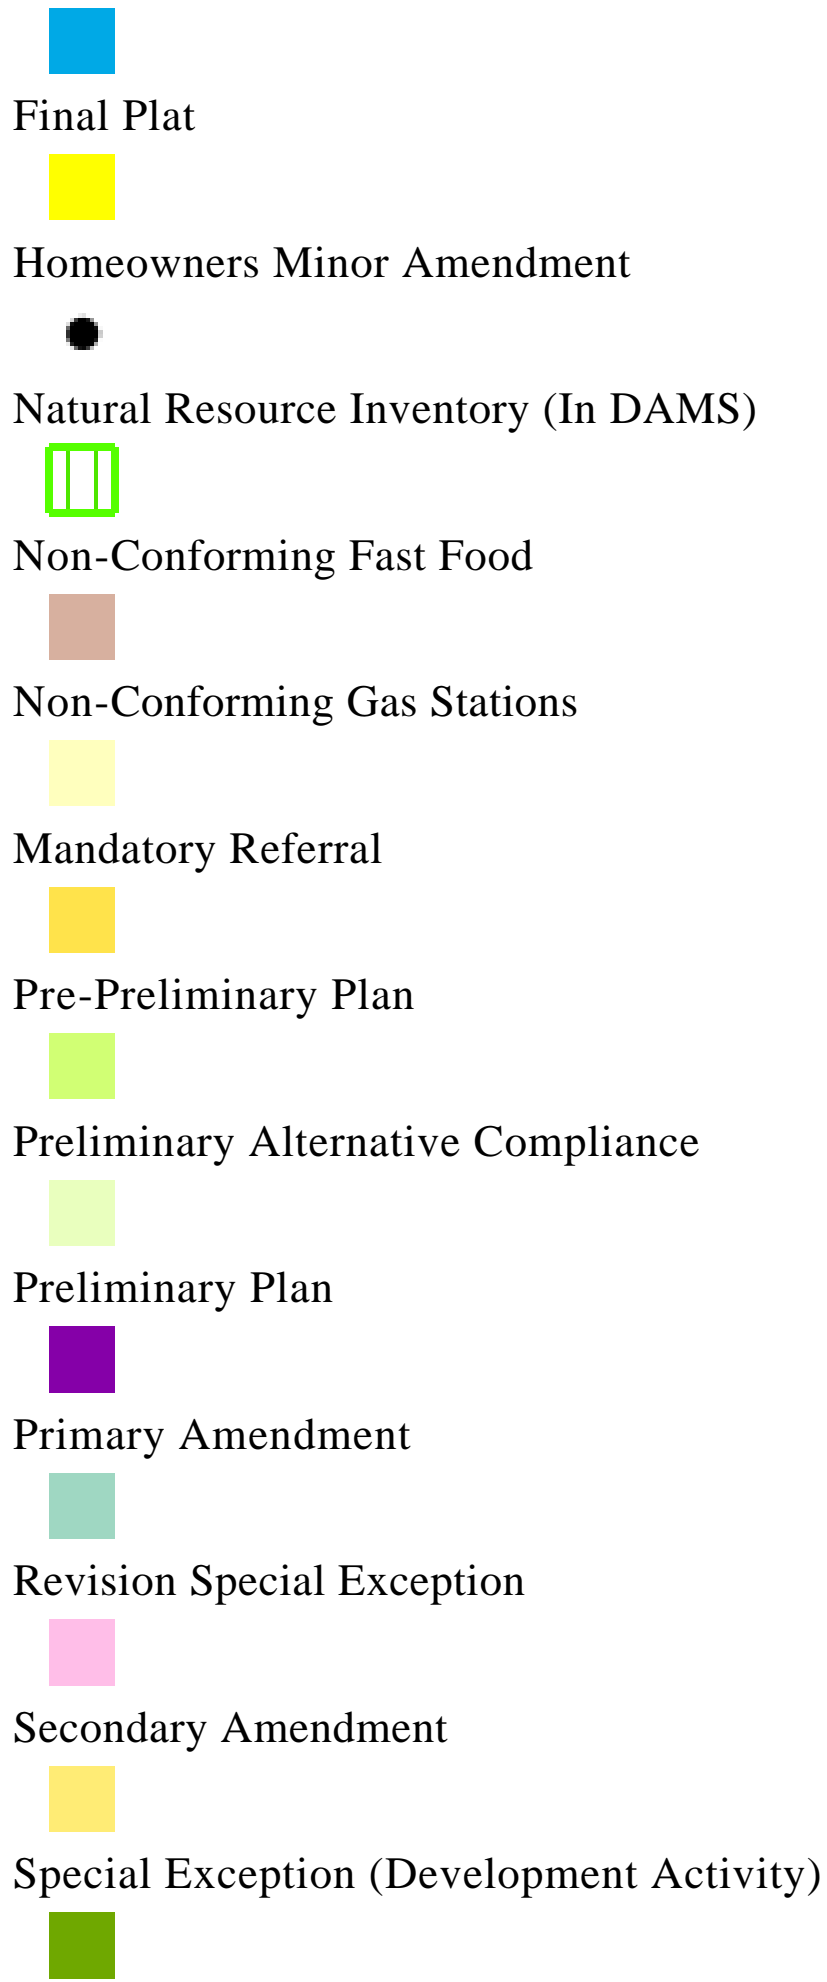 Final Plat
Homeowners Minor Amendment
Natural Resource Inventory (In DAMS)
Non-Conforming Fast Food
Non-Conforming Gas Stations
Mandatory Referral
Pre-Preliminary Plan
Preliminary Alternative Compliance
Preliminary Plan
Primary Amendment
Revision Special Exception
Secondary Amendment
Special Exception (Development Activity)